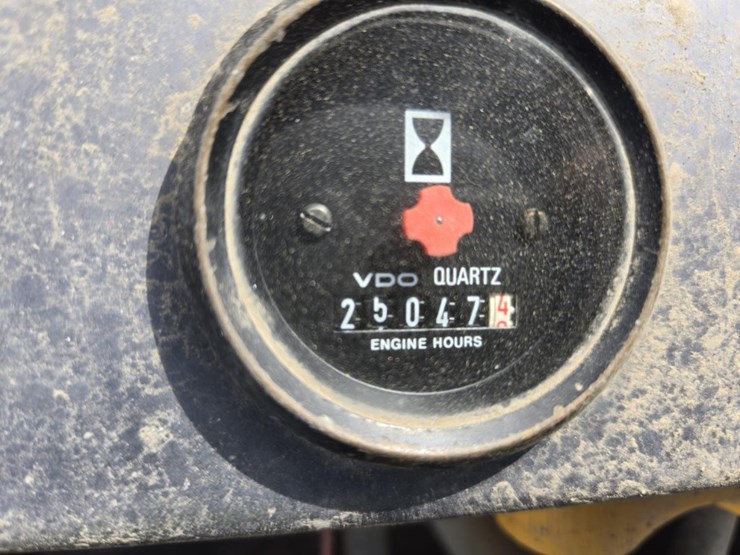 VDO QUARTZ
250474
ENGINE HOURS